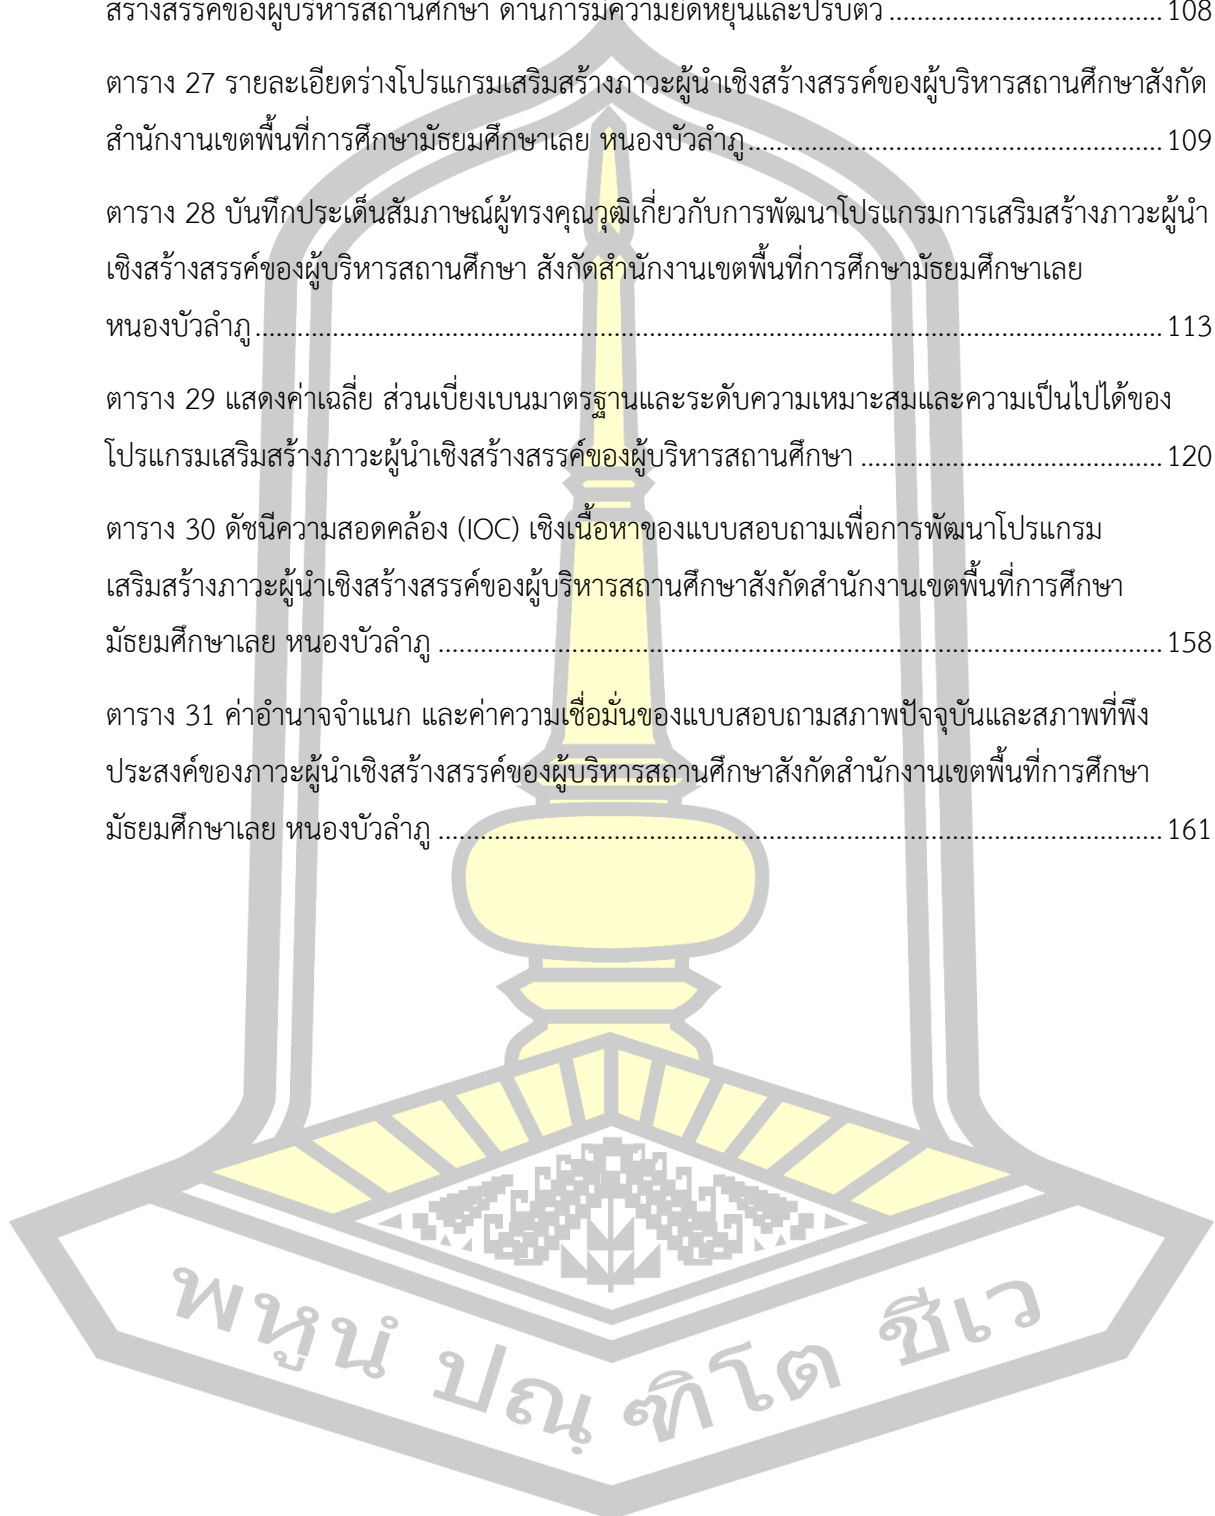 สร้างสรรค์ของผู้บริหารสถานศึกษา ด้านการมีความยืดหยุ่นและปรับตัว ........................................ 108
ตาราง 27 รายละเอียดร่างโปรแกรมเสริมสร้างภาวะผู้นำเชิงสร้างสรรค์ของผู้บริหารสถานศึกษาสังกัด
สำนักงานเขตพื้นที่การศึกษามัธยมศึกษาเลย หนองบัวลำภู ............................................................. 109
ตาราง 28 บันทึกประเด็นสัมภาษณ์ผู้ทรงคุณวุฒิเกี่ยวกับการพัฒนาโปรแกรมการเสริมสร้างภาวะผู้นำ
เชิงสร้างสรรค์ของผู้บริหารสถานศึกษา สังกัดสำนักงานเขตพื้นที่การศึกษามัธยมศึกษาเลย
หนองบัวลำภู ........................................................................................................................................ 113
ตาราง 29 แสดงค่าเฉลี่ย ส่วนเบี่ยงเบนมาตรฐานและระดับความเหมาะสมและความเป็นไปได้ของ
โปรแกรมเสริมสร้างภาวะผู้นำเชิงสร้างสรรค์ของผู้บริหารสถานศึกษา ............................................ 120
ตาราง 30 ดัชนีความสอดคล้อง (IOC) เชิงเนื้อหาของแบบสอบถามเพื่อการพัฒนาโปรแกรม
เสริมสร้างภาวะผู้นำเชิงสร้างสรรค์ของผู้บริหารสถานศึกษาสังกัดสำนักงานเขตพื้นที่การศึกษา
มัธยมศึกษาเลย หนองบัวลำภู ............................................................................................................ 158
ตาราง 31 ค่าอำนาจจำแนก และค่าความเชื่อมั่นของแบบสอบถามสภาพปัจจุบันและสภาพที่พึง
ประสงค์ของภาวะผู้นำเชิงสร้างสรรค์ของผู้บริหารสถานศึกษาสังกัดสำนักงานเขตพื้นที่การศึกษา
มัธยมศึกษาเลย หนองบัวลำภู ............................................................................................................ 161
พหูนํ ปณฺฑิโต ชีเว